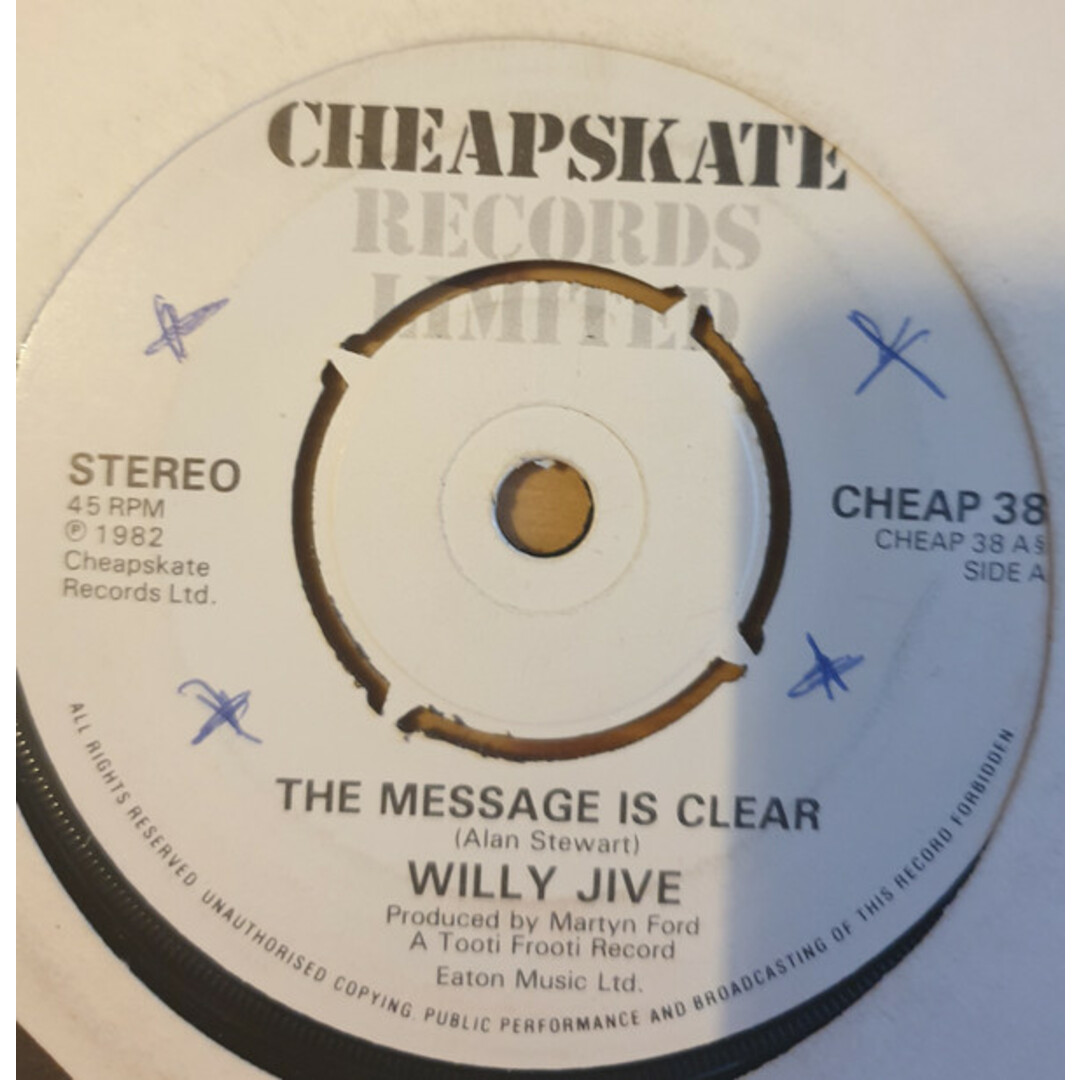 CHEAPSKATE
RECORDS
LIMITED
STEREO
45 RPM
℗ 1982
Cheapskate
Records Ltd.
CHEAP 38
CHEAP 38 A§
SIDE A
THE MESSAGE IS CLEAR
(Alan Stewart)
WILLY JIVE
Produced by Martyn Ford
A Tooti Frooti Record
Eaton Music Ltd.
ALL RIGHTS RESERVED UNAUTHORISED COPYING. PUBLIC PERFORMANCE AND BROADCASTING OF THIS RECORD FORBIDDEN